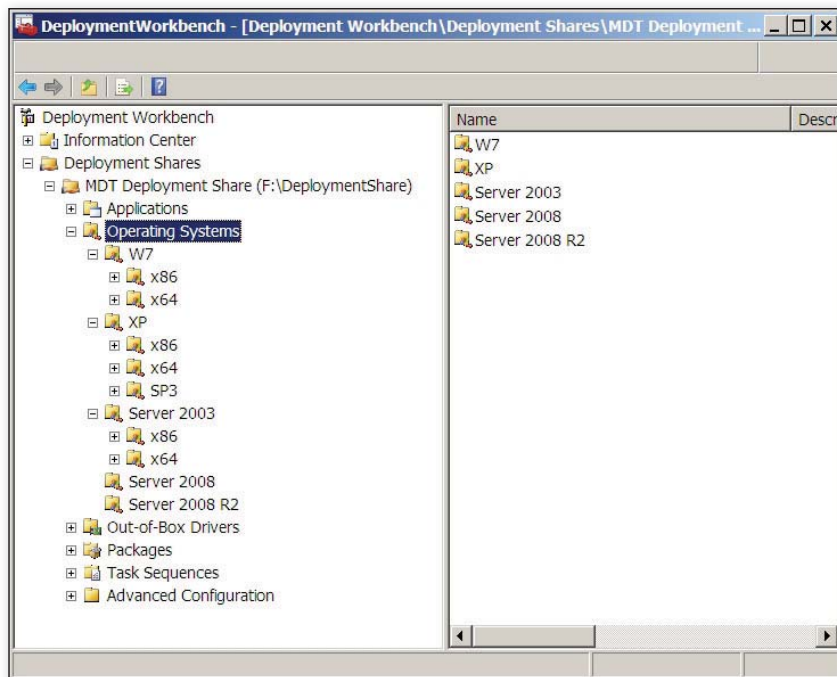 DeploymentWorkbench - [Deployment Workbench\Deployment Shares\MDT Deployment ...
Deployment Workbench
Information Center
Deployment Shares
MDT Deployment Share (F:\DeploymentShare)
Applications
Operating Systems
W7
x86
x64
XP
x86
x64
SP3
Server 2003
x86
x64
Server 2008
Server 2008 R2
Out-of-Box Drivers
Packages
Task Sequences
Advanced Configuration
Name Descr
W7
XP
Server 2003
Server 2008
Server 2008 R2